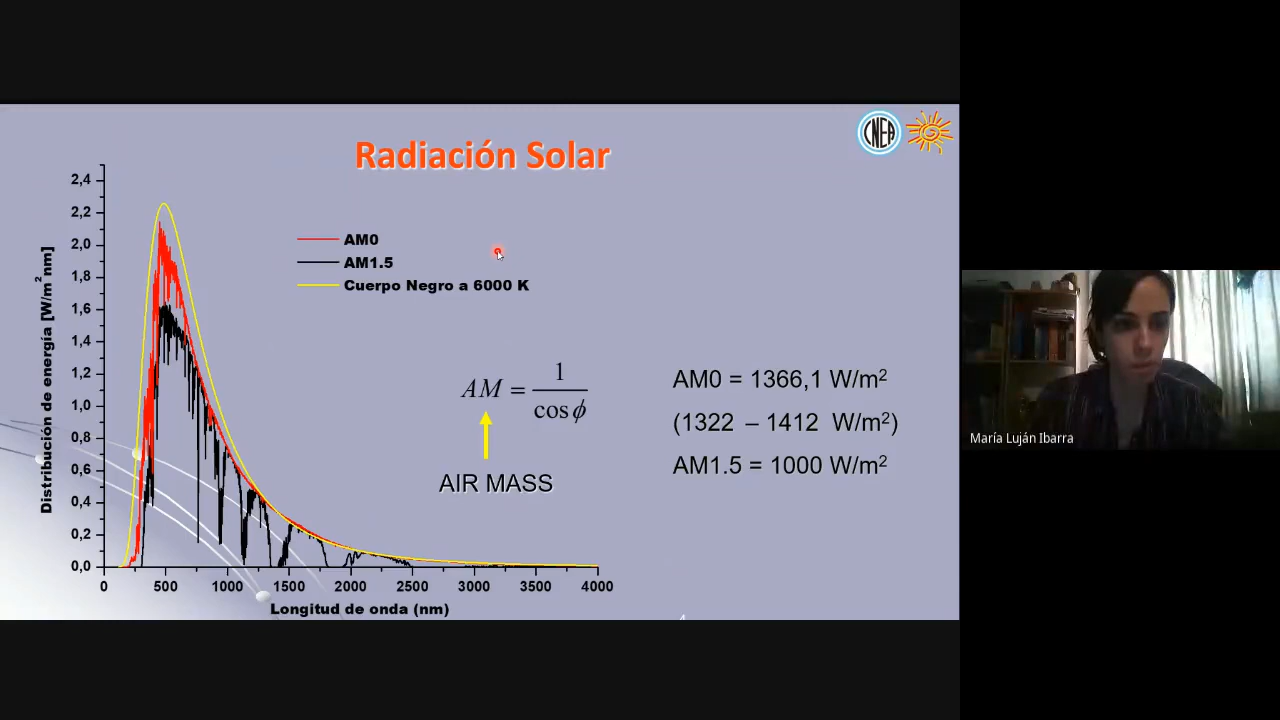 CNEA
Radiación Solar
2,4
2,2
2,0
1,8
1,6
1,4
1,2
1,0
0,8
0,6
0,4
0,2
0,0
Distribución de energía [W/m² nm]
AM0
AM1.5
Cuerpo Negro a 6000 K
AM = 1 / cos ϕ
AIR MASS
AM0 = 1366,1 W/m²
(1322 – 1412 W/m²)
AM1.5 = 1000 W/m²
0 500 1000 1500 2000 2500 3000 3500 4000
Longitud de onda (nm)
4
María Luján Ibarra